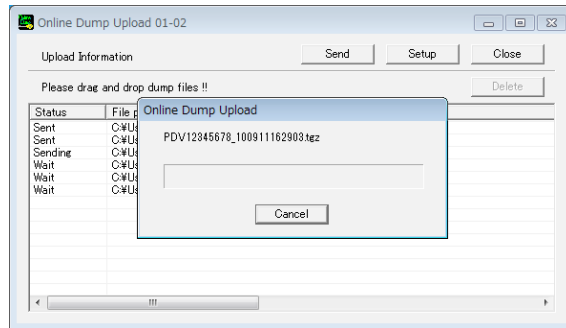 Online Dump Upload 01-02
Upload Information
Send
Setup
Close
Please drag and drop dump files !!
Delete
Status
File p
Sent
C:¥Us
Sent
C:¥Us
Sending
C:¥Us
Wait
C:¥Us
Wait
C:¥Us
Wait
C:¥Us
Online Dump Upload
PDV12345678_100911162903.tgz
Cancel